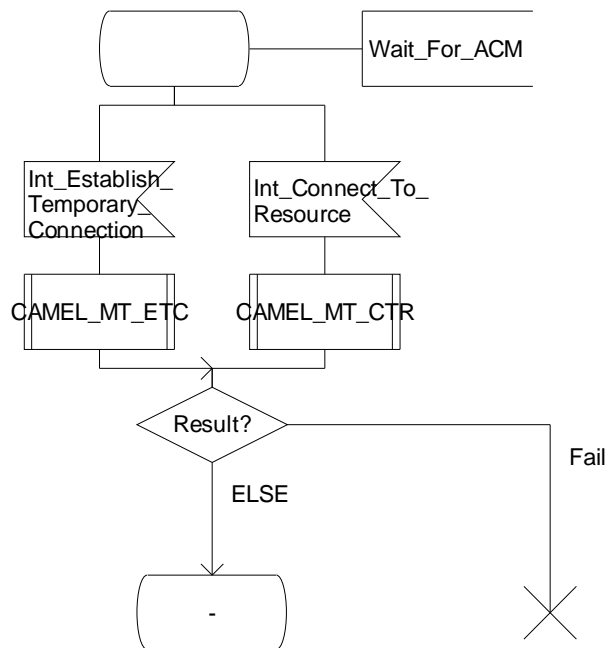 Wait_For_ACM
Int_Establish_
Temporary_
Connection
Int_Connect_To_
Resource
CAMEL_MT_ETC
CAMEL_MT_CTR
Result?
Fail
ELSE
-